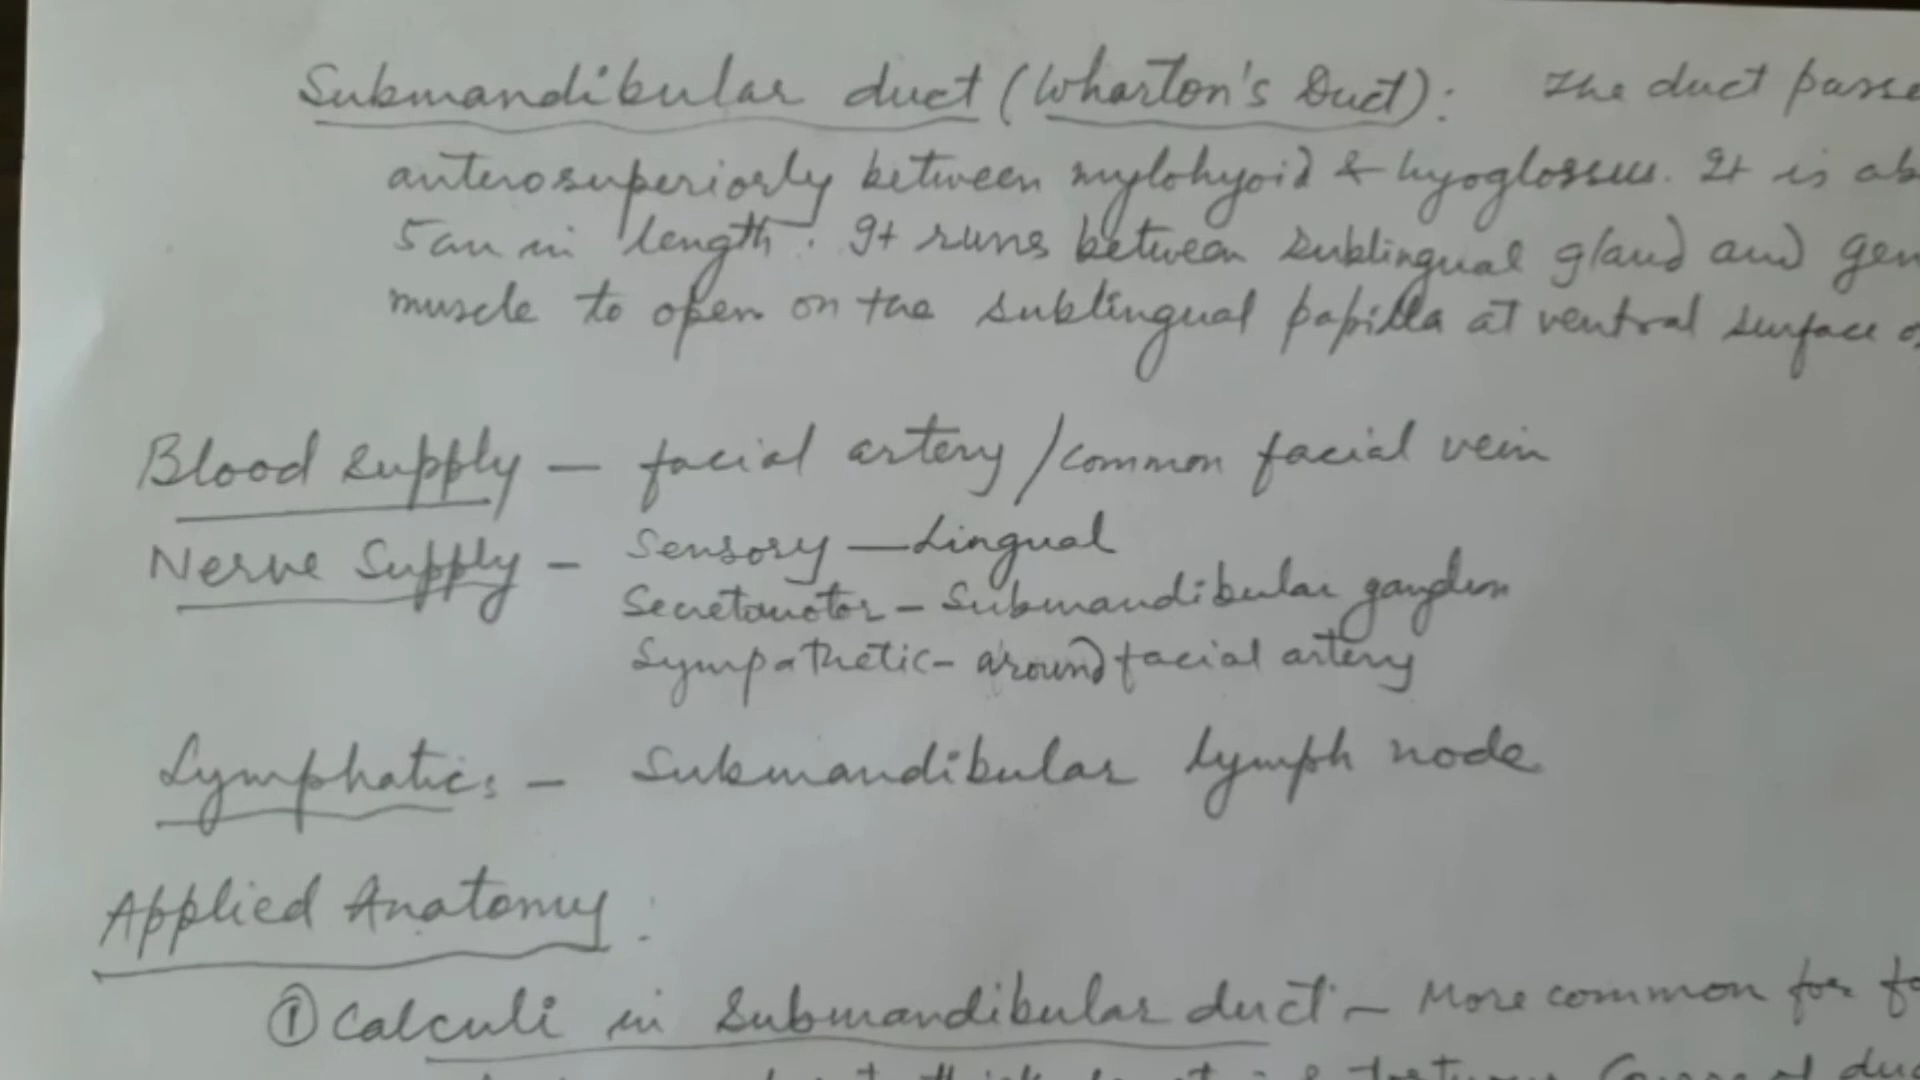 Submandibular duct (Wharton's Duct): The duct passe
anterosuperiorly between mylohyoid & hyoglossus. It is ab
5cm in length. It runs between sublingual gland and gen
muscle to open on the sublingual papilla at ventral surface o
Blood supply — facial artery / common facial vein
Nerve Supply - Sensory — Lingual
Secretomotor - Submandibular ganglion
Sympathetic - around facial artery
Lymphatics - Submandibular lymph node
Applied Anatomy:
① Calculi in Submandibular duct - More common for fo
thick